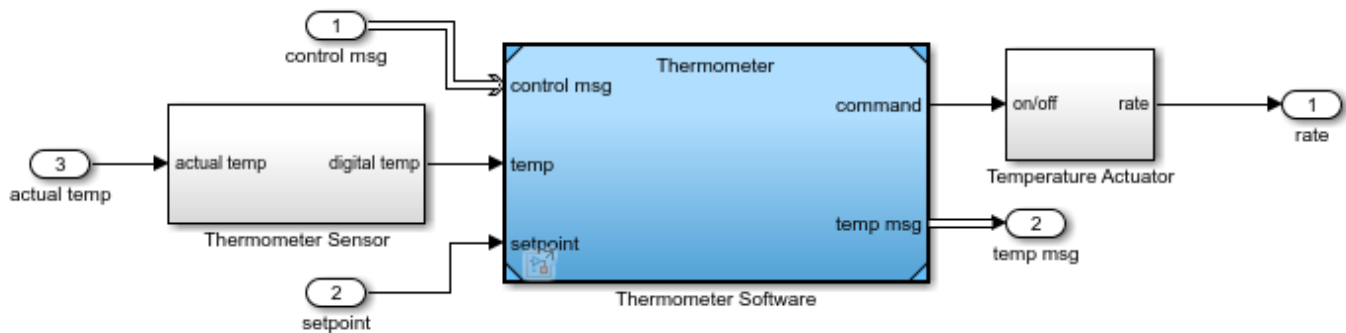 1
control msg
Thermometer
control msg
command
on/off
rate
1
rate
3
actual temp
actual temp
digital temp
Thermometer Sensor
temp
Temperature Actuator
temp msg
2
temp msg
setpoint
2
setpoint
Thermometer Software